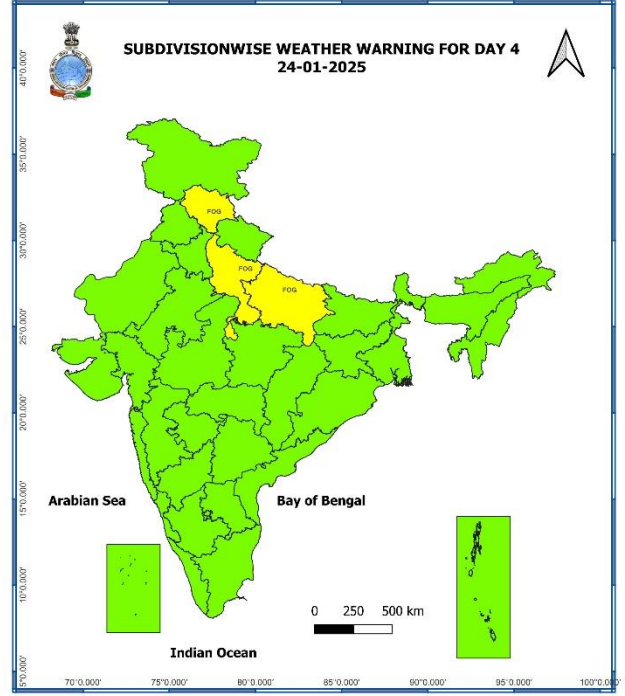 SUBDIVISIONWISE WEATHER WARNING FOR DAY 4
24-01-2025
40°0.000'
35°0.000'
30°0.000'
25°0.000'
20°0.000'
15°0.000'
10°0.000'
5°0.000'
FOG
FOG
FOG
Arabian Sea
Bay of Bengal
0 250 500 km
Indian Ocean
70°0.000' 75°0.000' 80°0.000' 85°0.000' 90°0.000' 95°0.000' 100°0.000'